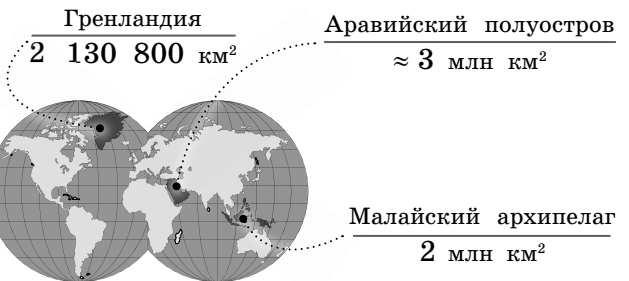 Гренландия
2 130 800 км²
Аравийский полуостров
≈ 3 млн км²
Малайский архипелаг
2 млн км²